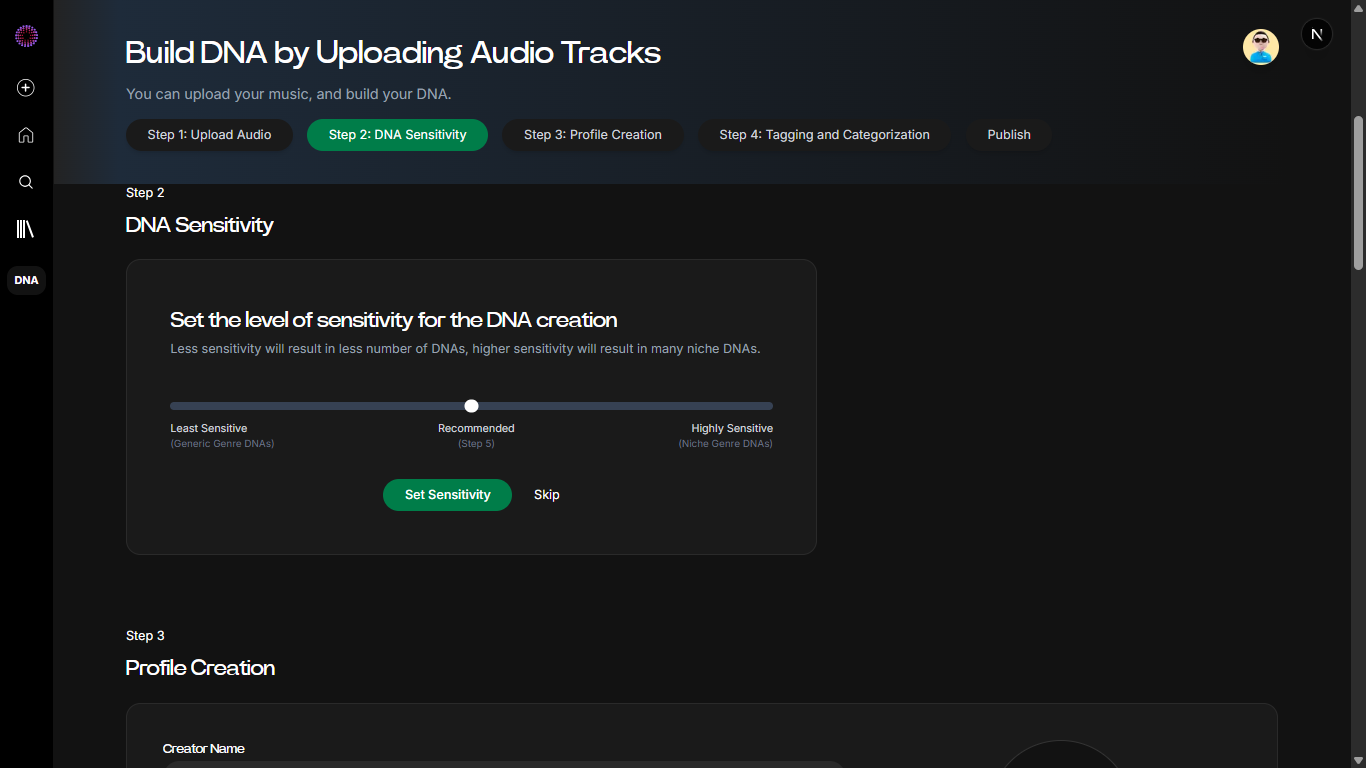 Build DNA by Uploading Audio Tracks
N
You can upload your music, and build your DNA.
Step 1: Upload Audio
Step 2: DNA Sensitivity
Step 3: Profile Creation
Step 4: Tagging and Categorization
Publish
DNA
Step 2
DNA Sensitivity
Set the level of sensitivity for the DNA creation
Less sensitivity will result in less number of DNAs, higher sensitivity will result in many niche DNAs.
Least Sensitive
(Generic Genre DNAs)
Recommended
(Step 5)
Highly Sensitive
(Niche Genre DNAs)
Set Sensitivity
Skip
Step 3
Profile Creation
Creator Name